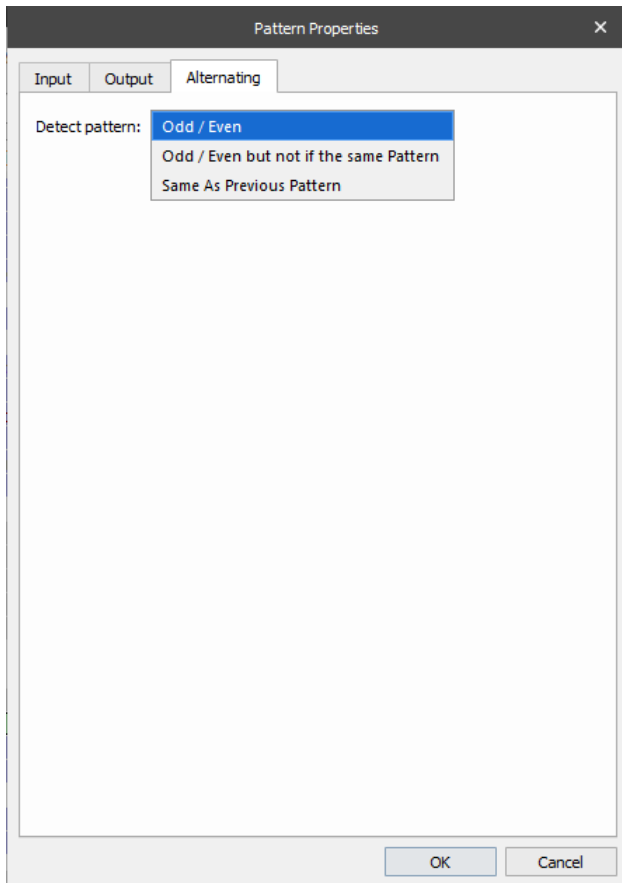 Pattern Properties
Input Output Alternating
Detect pattern: Odd / Even
Odd / Even but not if the same Pattern
Same As Previous Pattern
OK Cancel